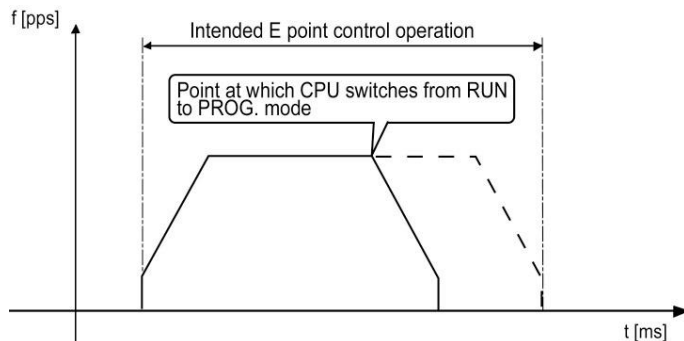 f [pps]
Intended E point control operation
Point at which CPU switches from RUN
to PROG. mode
t [ms]